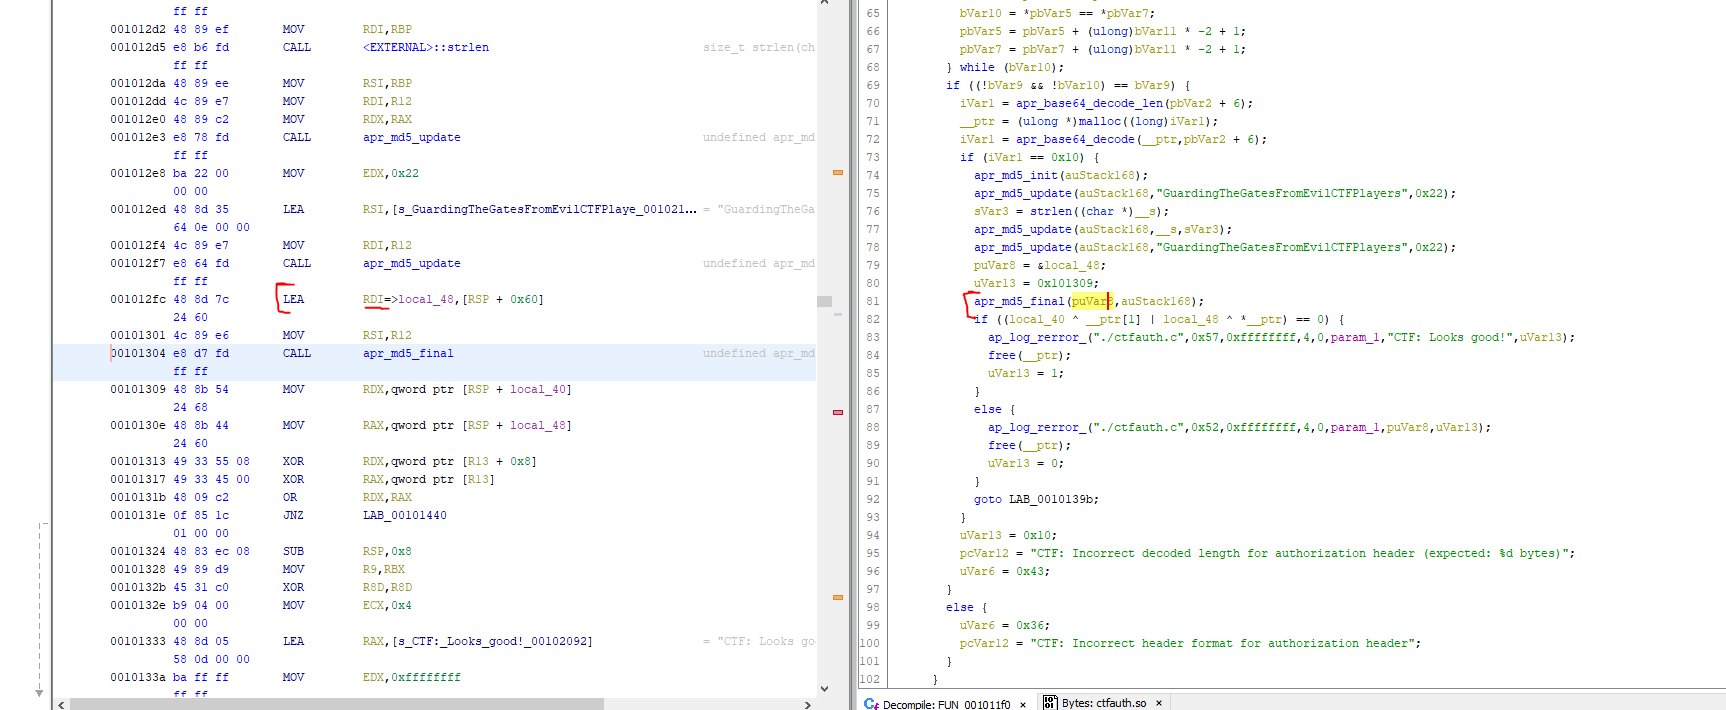 ff ff
001012d2 48 89 ef MOV RDI,RBP
001012d5 e8 b6 fd CALL <EXTERNAL>::strlen size_t strlen(ch
ff ff
001012da 48 89 ee MOV RSI,RBP
001012dd 4c 89 e7 MOV RDI,R12
001012e0 48 89 c2 MOV RDX,RAX
001012e3 e8 78 fd CALL apr_md5_update undefined apr_md
ff ff
001012e8 ba 22 00 MOV EDX,0x22
00 00
001012ed 48 8d 35 LEA RSI,[s_GuardingTheGatesFromEvilCTFPlaye_001021... = "GuardingTheGa
64 0e 00 00
001012f4 4c 89 e7 MOV RDI,R12
001012f7 e8 64 fd CALL apr_md5_update undefined apr_md
ff ff
001012fc 48 8d 7c LEA RDI=>local_48,[RSP + 0x60]
24 60
00101301 4c 89 e6 MOV RSI,R12
00101304 e8 d7 fd CALL apr_md5_final undefined apr_md
ff ff
00101309 48 8b 54 MOV RDX,qword ptr [RSP + local_40]
24 68
0010130e 48 8b 44 MOV RAX,qword ptr [RSP + local_48]
24 60
00101313 49 33 55 08 XOR RDX,qword ptr [R13 + 0x8]
00101317 49 33 45 00 XOR RAX,qword ptr [R13]
0010131b 48 09 c2 OR RDX,RAX
0010131e 0f 85 1c JNZ LAB_00101440
01 00 00
00101324 48 83 ec 08 SUB RSP,0x8
00101328 49 89 d9 MOV R9,RBX
0010132b 45 31 c0 XOR R8D,R8D
0010132e b9 04 00 MOV ECX,0x4
00 00
00101333 48 8d 05 LEA RAX,[s_CTF:_Looks_good!_00102092] = "CTF: Looks go
58 0d 00 00
0010133a ba ff ff MOV EDX,0xffffffff
ff ff
65 bVar10 = *pbVar5 == *pbVar7;
66 pbVar5 = pbVar5 + (ulong)bVar11 * -2 + 1;
67 pbVar7 = pbVar7 + (ulong)bVar11 * -2 + 1;
68 } while (bVar10);
69 if ((!bVar9 && !bVar10) == bVar9) {
70 iVar1 = apr_base64_decode_len(pbVar2 + 6);
71 __ptr = (ulong *)malloc((long)iVar1);
72 iVar1 = apr_base64_decode(__ptr,pbVar2 + 6);
73 if (iVar1 == 0x10) {
74 apr_md5_init(auStack168);
75 apr_md5_update(auStack168,"GuardingTheGatesFromEvilCTFPlayers",0x22);
76 sVar3 = strlen((char *)__s);
77 apr_md5_update(auStack168,__s,sVar3);
78 apr_md5_update(auStack168,"GuardingTheGatesFromEvilCTFPlayers",0x22);
79 puVar8 = &local_48;
80 uVar13 = 0x101309;
81 apr_md5_final(puVar8,auStack168);
82 if ((local_40 ^ __ptr[1] | local_48 ^ *__ptr) == 0) {
83 ap_log_rerror_("./ctfauth.c",0x57,0xffffffff,4,0,param_1,"CTF: Looks good!",uVar13);
84 free(__ptr);
85 uVar13 = 1;
86 }
87 else {
88 ap_log_rerror_("./ctfauth.c",0x52,0xffffffff,4,0,param_1,puVar8,uVar13);
89 free(__ptr);
90 uVar13 = 0;
91 }
92 goto LAB_0010139b;
93 }
94 uVar13 = 0x10;
95 pcVar12 = "CTF: Incorrect decoded length for authorization header (expected: %d bytes)";
96 uVar6 = 0x43;
97 }
98 else {
99 uVar6 = 0x36;
100 pcVar12 = "CTF: Incorrect header format for authorization header";
101 }
102 }
Decompile: FUN_001011f0 × Bytes: ctfauth.so ×